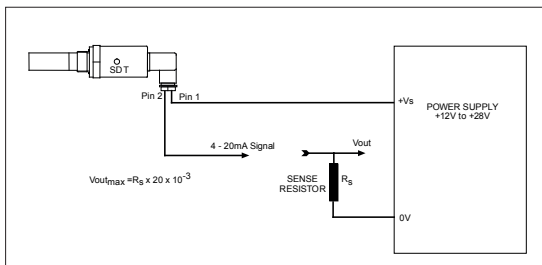 SDT
Pin 2
Pin 1
+Vs
POWER SUPPLY
+12V to +28V
4 - 20mA Signal
Vout
Voutmax =Rs x 20 x 10-3
SENSE
RESISTOR
Rs
0V